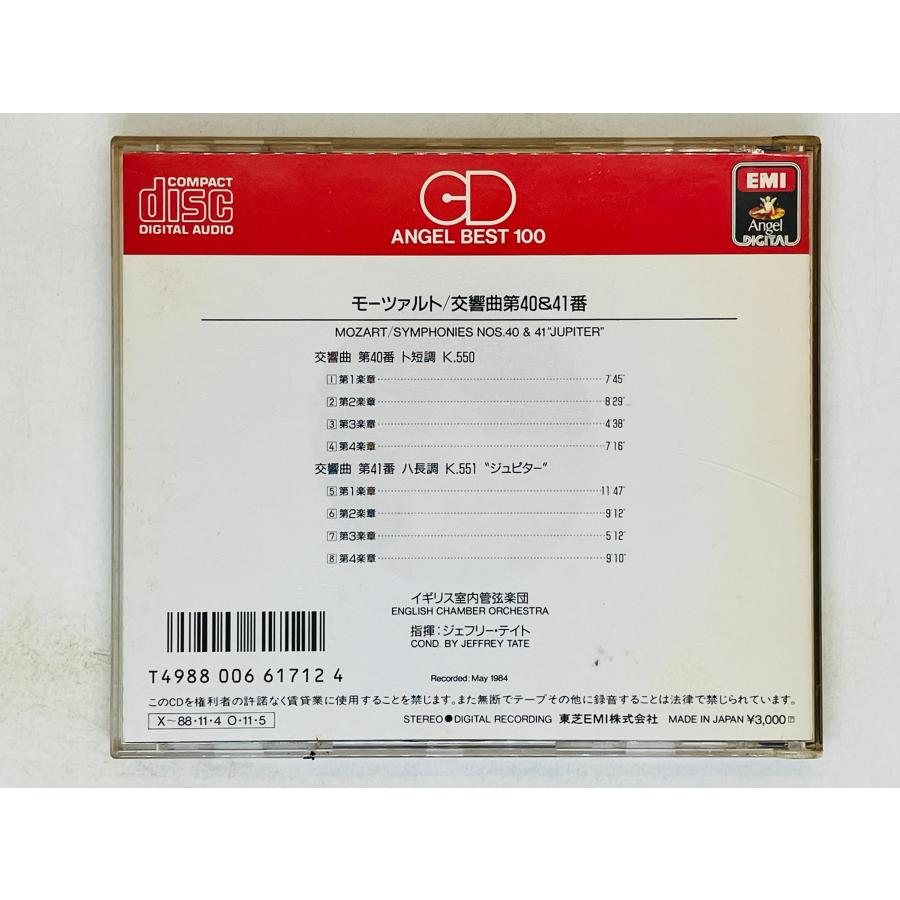 COMPACT
disc
DIGITAL AUDIO
CD
ANGEL BEST 100
EMI
Angel
DIGITAL
モーツァルト/交響曲第40&41番
MOZART/SYMPHONIES NOS.40 & 41 "JUPITER"
交響曲 第40番 ト短調 K.550
1 第1楽章 7'45"
2 第2楽章 8'29"
3 第3楽章 4'38"
4 第4楽章 7'16"
交響曲 第41番 ハ長調 K.551 "ジュピター"
5 第1楽章 11'47"
6 第2楽章 9'12"
7 第3楽章 5'12"
8 第4楽章 9'10"
イギリス室内管弦楽団
ENGLISH CHAMBER ORCHESTRA
指揮:ジェフリー・テイト
COND. BY JEFFREY TATE
T4988 006 61712 4
Recorded: May 1984
このCDを権利者の許諾なく賃貸業に使用することを禁じます。また無断でテープその他に録音することは法律で禁じられています。
X~88・11・4 O・11・5
STEREO●DIGITAL RECORDING 東芝EMI株式会社 MADE IN JAPAN ¥3,000 P